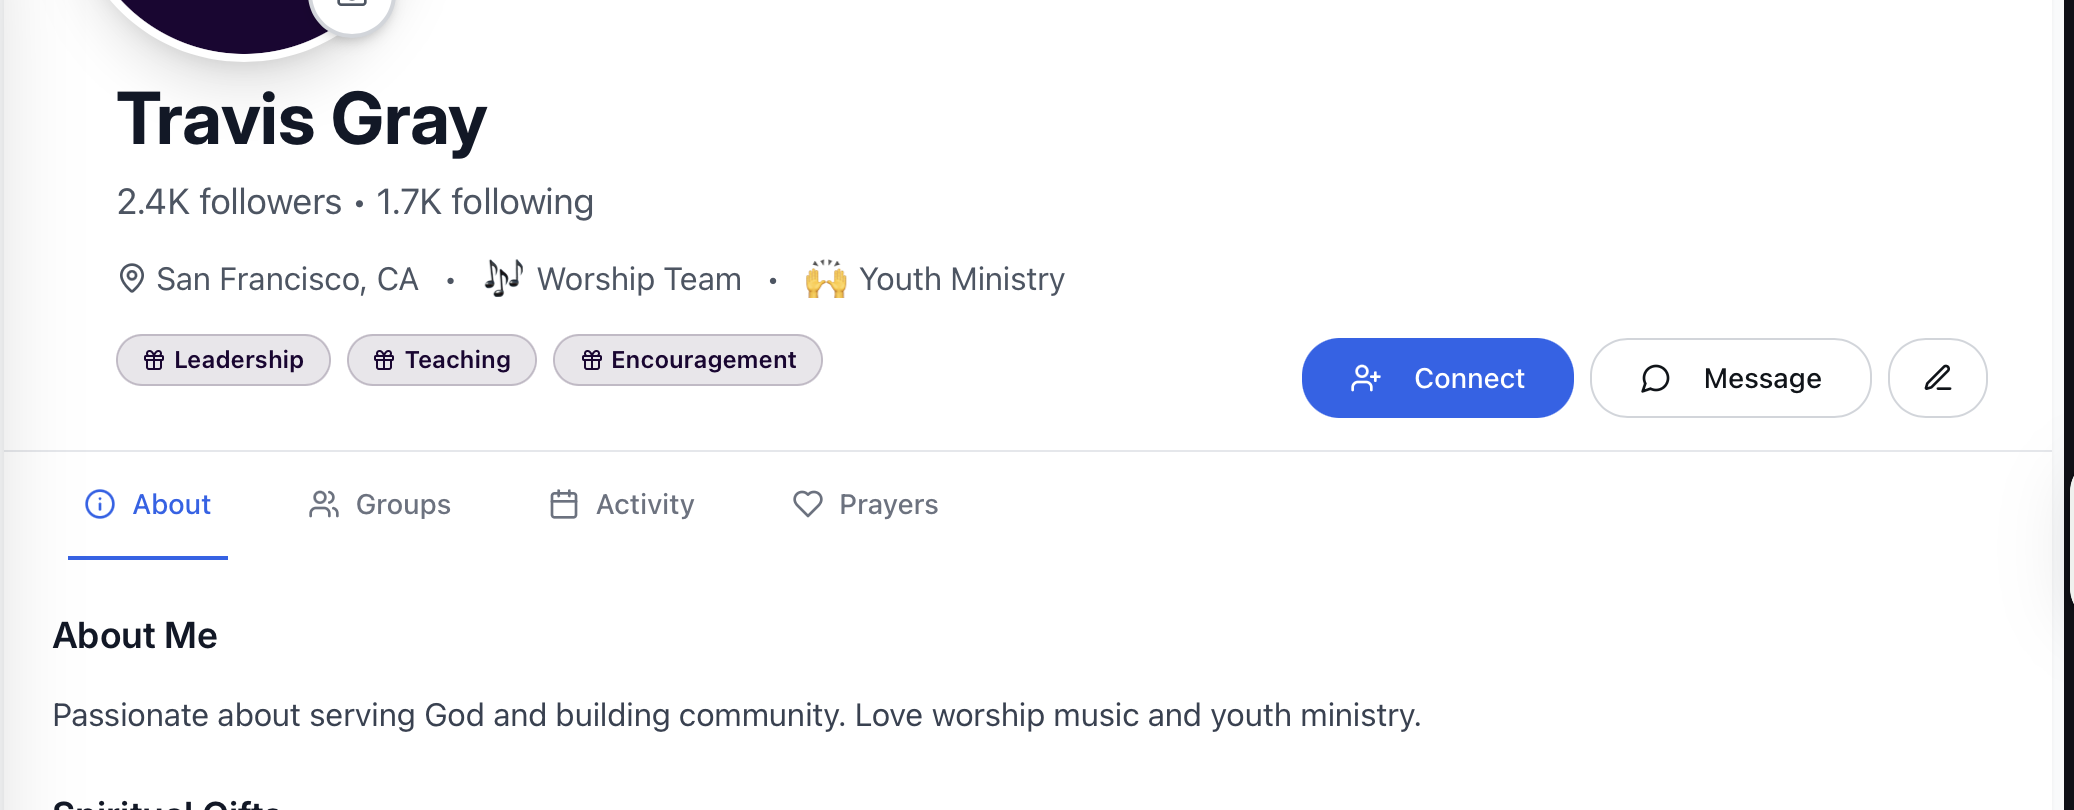 Travis Gray
2.4K followers • 1.7K following
San Francisco, CA • 🎶 Worship Team • 🙌 Youth Ministry
Leadership Teaching Encouragement
Connect Message
About Groups Activity Prayers
About Me
Passionate about serving God and building community. Love worship music and youth ministry.
Spiritual Gifts